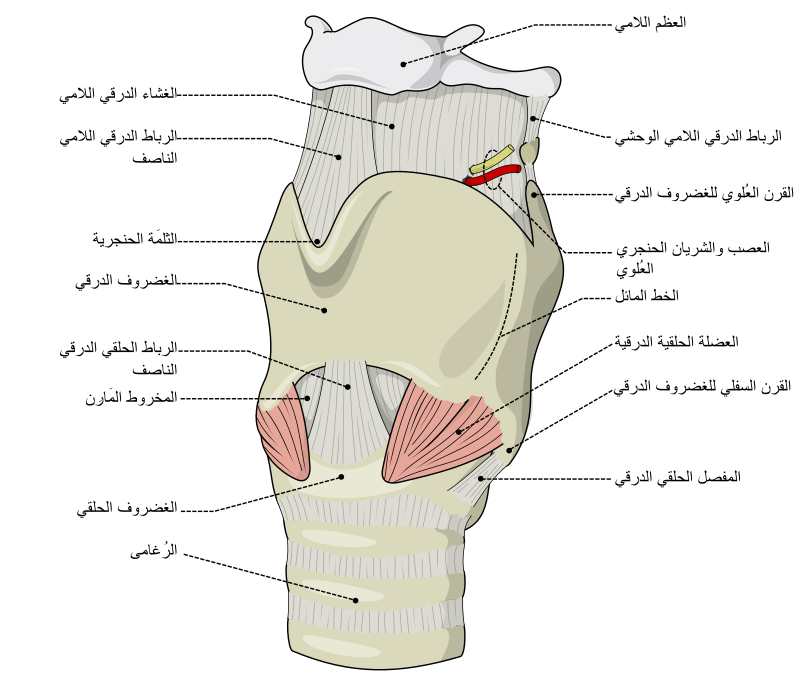 العظم اللامي
الغشاء الدرقي اللامي
الرباط الدرقي اللامي
الناصف
الرباط الدرقي اللامي الوحشي
القرن العُلوي للغضروف الدرقي
الثلمَة الحنجرية
العصب والشريان الحنجري
العُلوي
الغضروف الدرقي
الخط المائل
الرباط الحلقي الدرقي
الناصف
العضلة الحلقية الدرقية
المخروط المَارن
القرن السفلي للغضروف الدرقي
المفصل الحلقي الدرقي
الغضروف الحلقي
الرُغامى